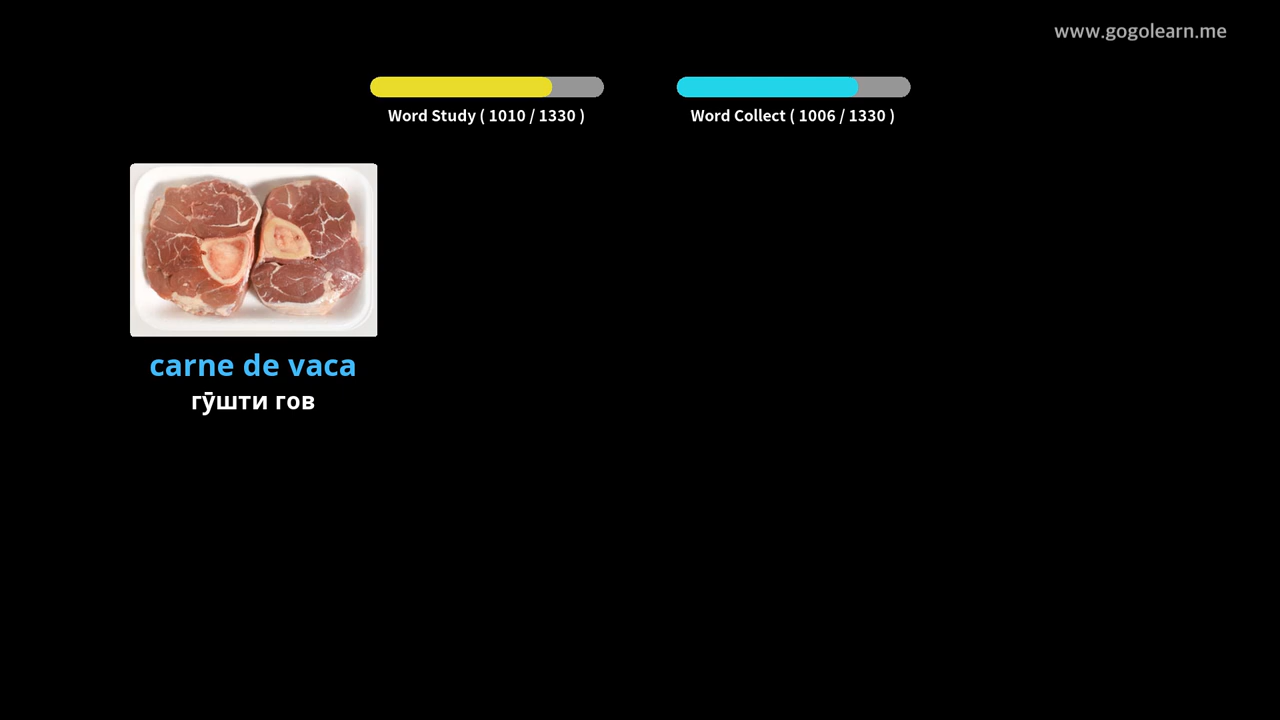 www.gogolearn.me
Word Study ( 1010 / 1330 )
Word Collect ( 1006 / 1330 )
carne de vaca
гӯшти гов